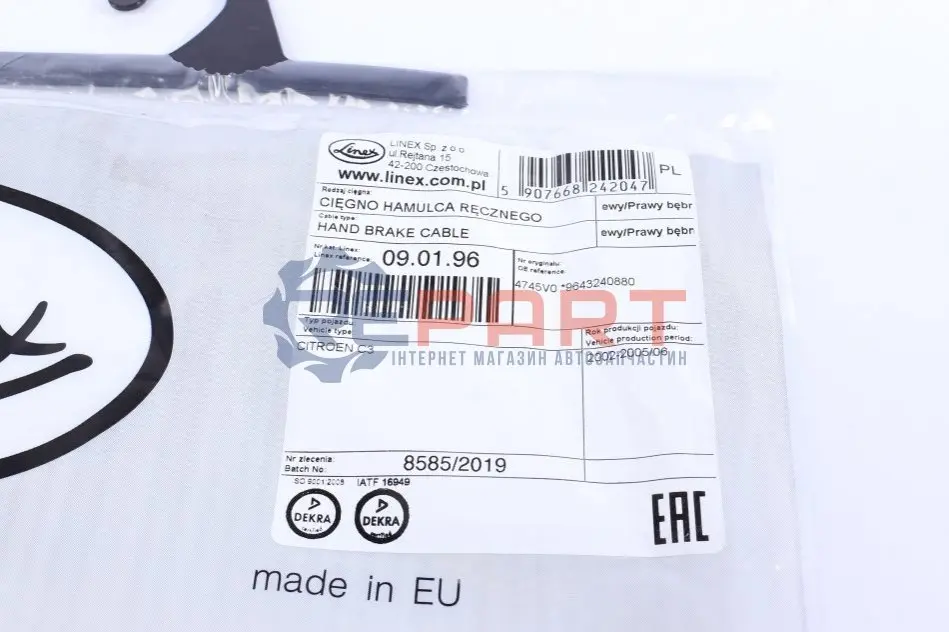 Linex
LINEX Sp. z o.o
ul.Rejtana 15
42-200 Częstochowa
www.linex.com.pl
5 907668 242047
PL
Rodzaj cięgna:
CIĘGNO HAMULCA RĘCZNEGO
ewy/Prawy bębn
Cable type:
HAND BRAKE CABLE
ewy/Prawy bębn
Nr kat. Linex:
Linex reference:
09.01.96
Nr oryginału:
OE reference:
4745V0 *9643240880
EPART
ІНТЕРНЕТ МАГАЗИН АВТОЗАПЧАСТИН
Typ pojazdu:
Vehicle type:
CITROEN C3
Rok produkcji pojazdu:
Vehicle production period:
2002-2005/06
Nr zlecenia:
Batch No:
8585/2019
ISO 9001:2008
IATF 16949
DEKRA
DEKRA
EAC
made in EU